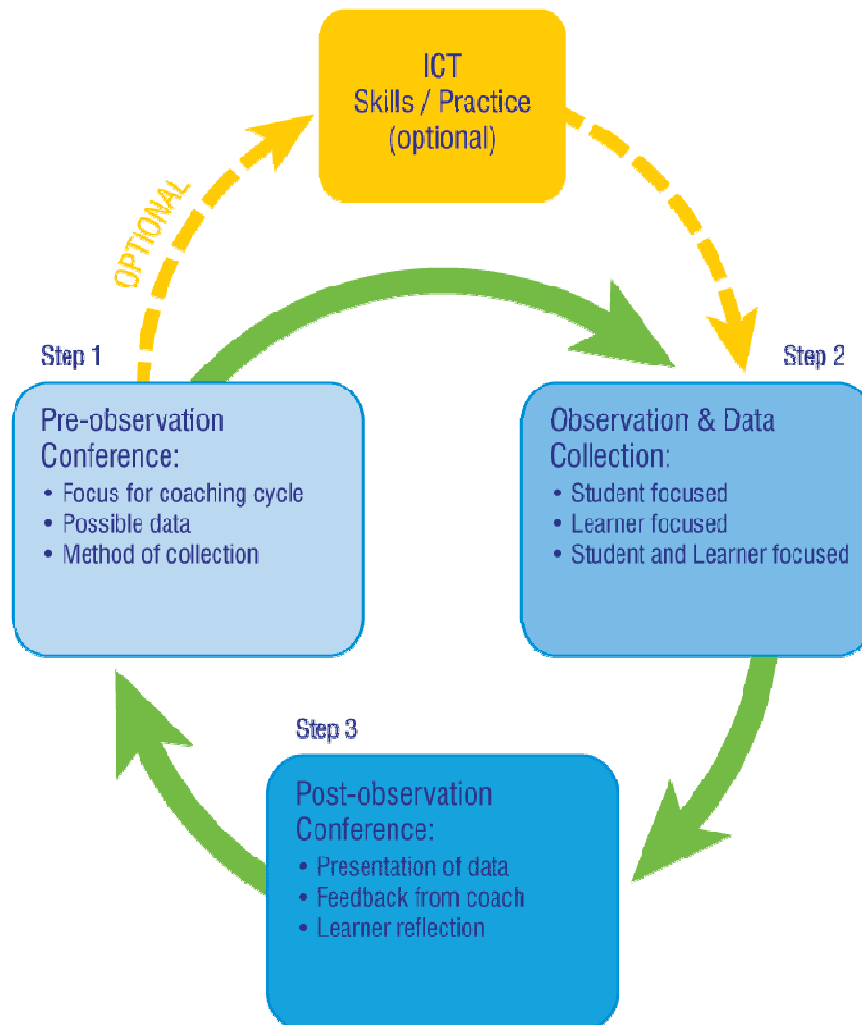 ICT
Skills / Practice
(optional)
OPTIONAL
Step 1
Pre-observation
Conference:
• Focus for coaching cycle
• Possible data
• Method of collection
Step 2
Observation & Data
Collection:
• Student focused
• Learner focused
• Student and Learner focused
Step 3
Post-observation
Conference:
• Presentation of data
• Feedback from coach
• Learner reflection